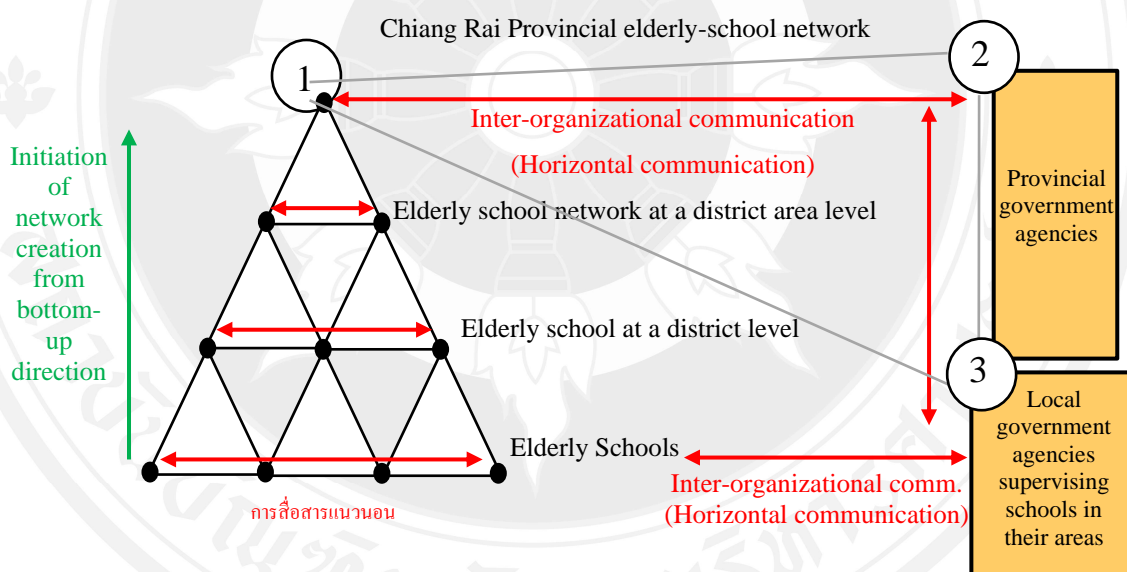 Chiang Rai Provincial elderly-school network
1
2
Inter-organizational communication
(Horizontal communication)
Initiation
of
network
creation
from
bottom-
up
direction
Provincial
government
agencies
Elderly school network at a district area level
Elderly school at a district level
3
Elderly Schools
Local
government
agencies
supervising
schools in
their areas
Inter-organizational comm.
(Horizontal communication)
การสื่อสารแนวนอน